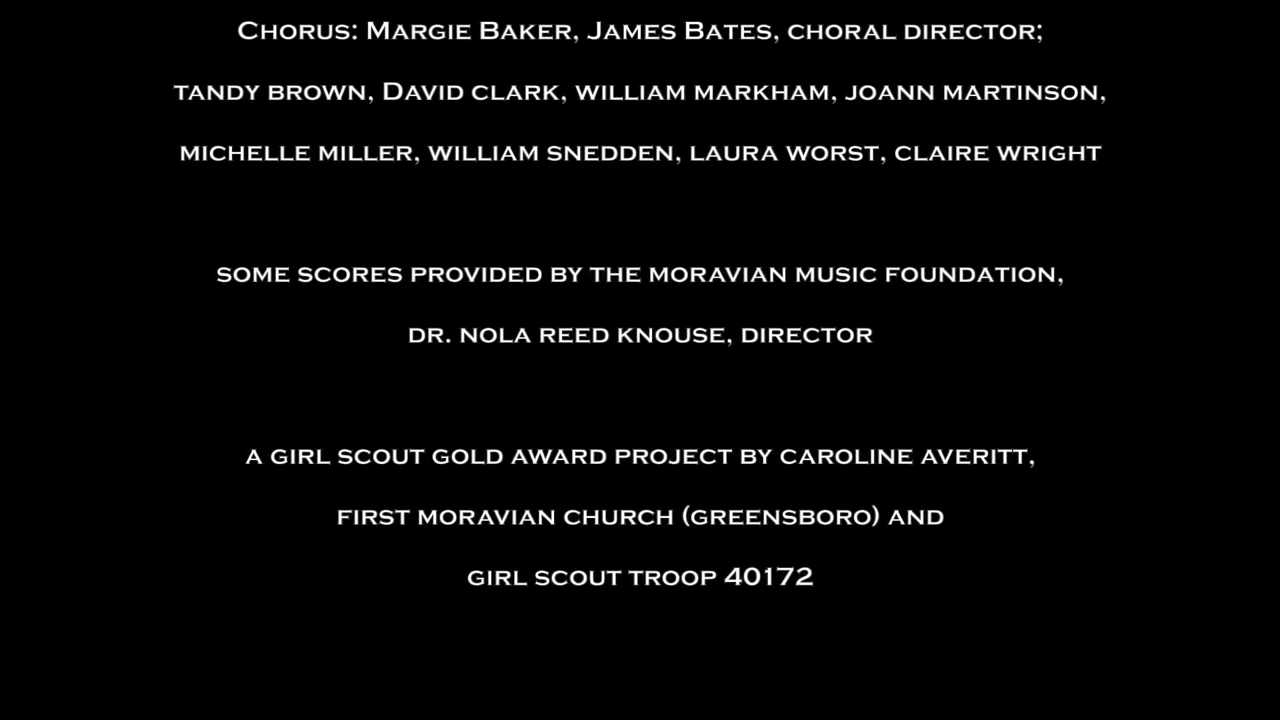 Chorus: Margie Baker, James Bates, choral director;
tandy brown, David clark, william markham, joann martinson,
michelle miller, william snedden, laura worst, claire wright
some scores provided by the moravian music foundation,
dr. nola reed knouse, director
a girl scout gold award project by caroline averitt,
first moravian church (greensboro) and
girl scout troop 40172